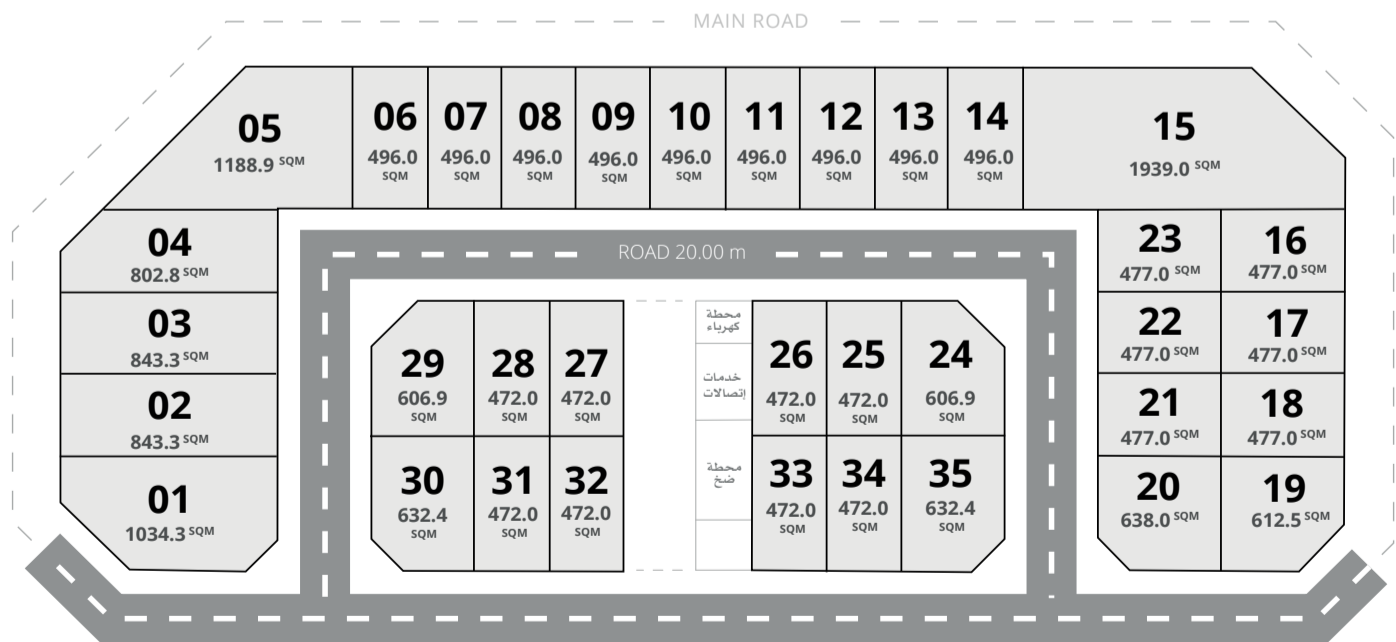 MAIN ROAD
05
1188.9 SQM
06
496.0
SQM
07
496.0
SQM
08
496.0
SQM
09
496.0
SQM
10
496.0
SQM
11
496.0
SQM
12
496.0
SQM
13
496.0
SQM
14
496.0
SQM
15
1939.0 SQM
04
802.8 SQM
03
843.3 SQM
02
843.3 SQM
01
1034.3 SQM
ROAD 20.00 m
23
477.0 SQM
16
477.0 SQM
22
477.0 SQM
17
477.0 SQM
21
477.0 SQM
18
477.0 SQM
20
638.0 SQM
19
612.5 SQM
29
606.9
SQM
28
472.0
SQM
27
472.0
SQM
محطة
كهرباء
خدمات
إتصالات
محطة
ضخ
26
472.0
SQM
25
472.0
SQM
24
606.9
SQM
30
632.4
SQM
31
472.0
SQM
32
472.0
SQM
33
472.0
SQM
34
472.0
SQM
35
632.4
SQM